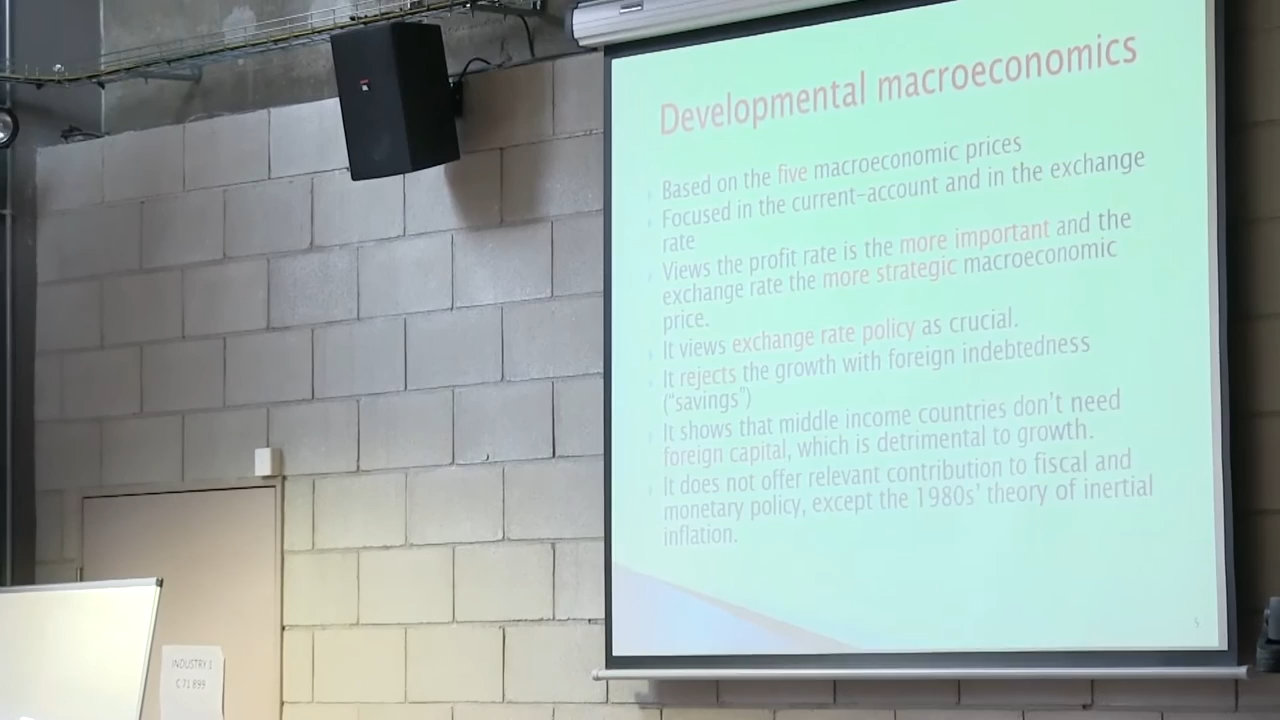 Developmental macroeconomics
Based on the five macroeconomic prices
Focused in the current-account and in the exchange
rate
Views the profit rate is the more important and the
exchange rate the more strategic macroeconomic
price.
It views exchange rate policy as crucial.
It rejects the growth with foreign indebtedness
("savings")
It shows that middle income countries don't need
foreign capital, which is detrimental to growth.
It does not offer relevant contribution to fiscal and
monetary policy, except the 1980s' theory of inertial
inflation.
5
INDUSTRY 1
C 71 899